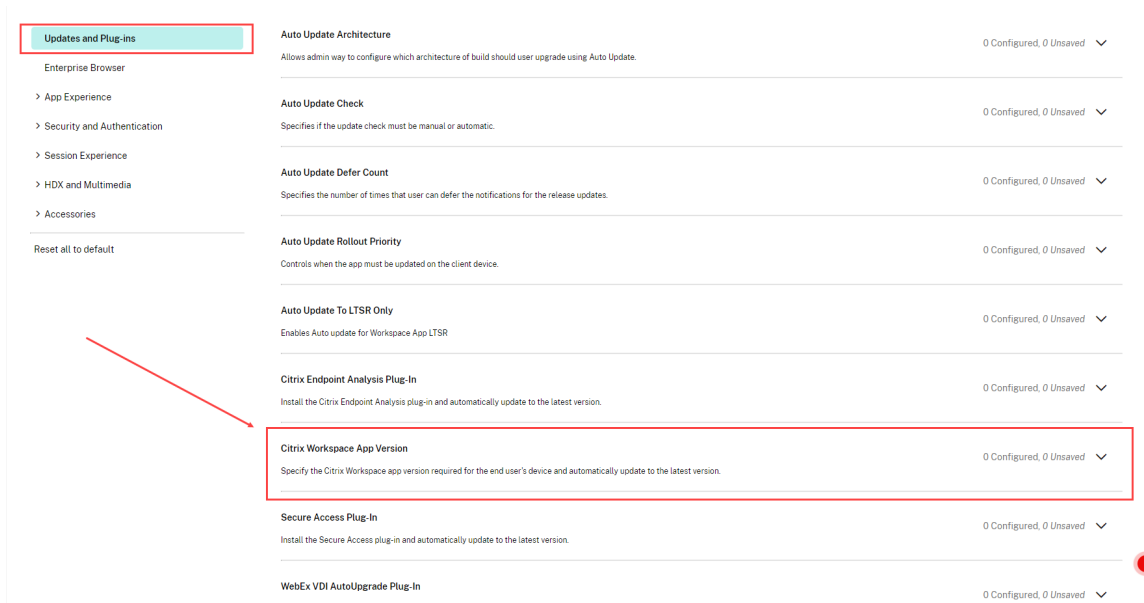 Updates and Plug-ins
Enterprise Browser
App Experience
Security and Authentication
Session Experience
HDX and Multimedia
Accessories
Reset all to default
Auto Update Architecture
0 Configured, 0 Unsaved
Allows admin way to configure which architecture of build should user upgrade using Auto Update.
Auto Update Check
0 Configured, 0 Unsaved
Specifies if the update check must be manual or automatic.
Auto Update Defer Count
0 Configured, 0 Unsaved
Specifies the number of times that user can defer the notifications for the release updates.
Auto Update Rollout Priority
0 Configured, 0 Unsaved
Controls when the app must be updated on the client device.
Auto Update To LTSR Only
0 Configured, 0 Unsaved
Enables Auto update for Workspace App LTSR
Citrix Endpoint Analysis Plug-In
0 Configured, 0 Unsaved
Install the Citrix Endpoint Analysis plug-in and automatically update to the latest version.
Citrix Workspace App Version
0 Configured, 0 Unsaved
Specify the Citrix Workspace app version required for the end user's device and automatically update to the latest version.
Secure Access Plug-In
0 Configured, 0 Unsaved
Install the Secure Access plug-in and automatically update to the latest version.
WebEx VDI AutoUpgrade Plug-In
0 Configured, 0 Unsaved